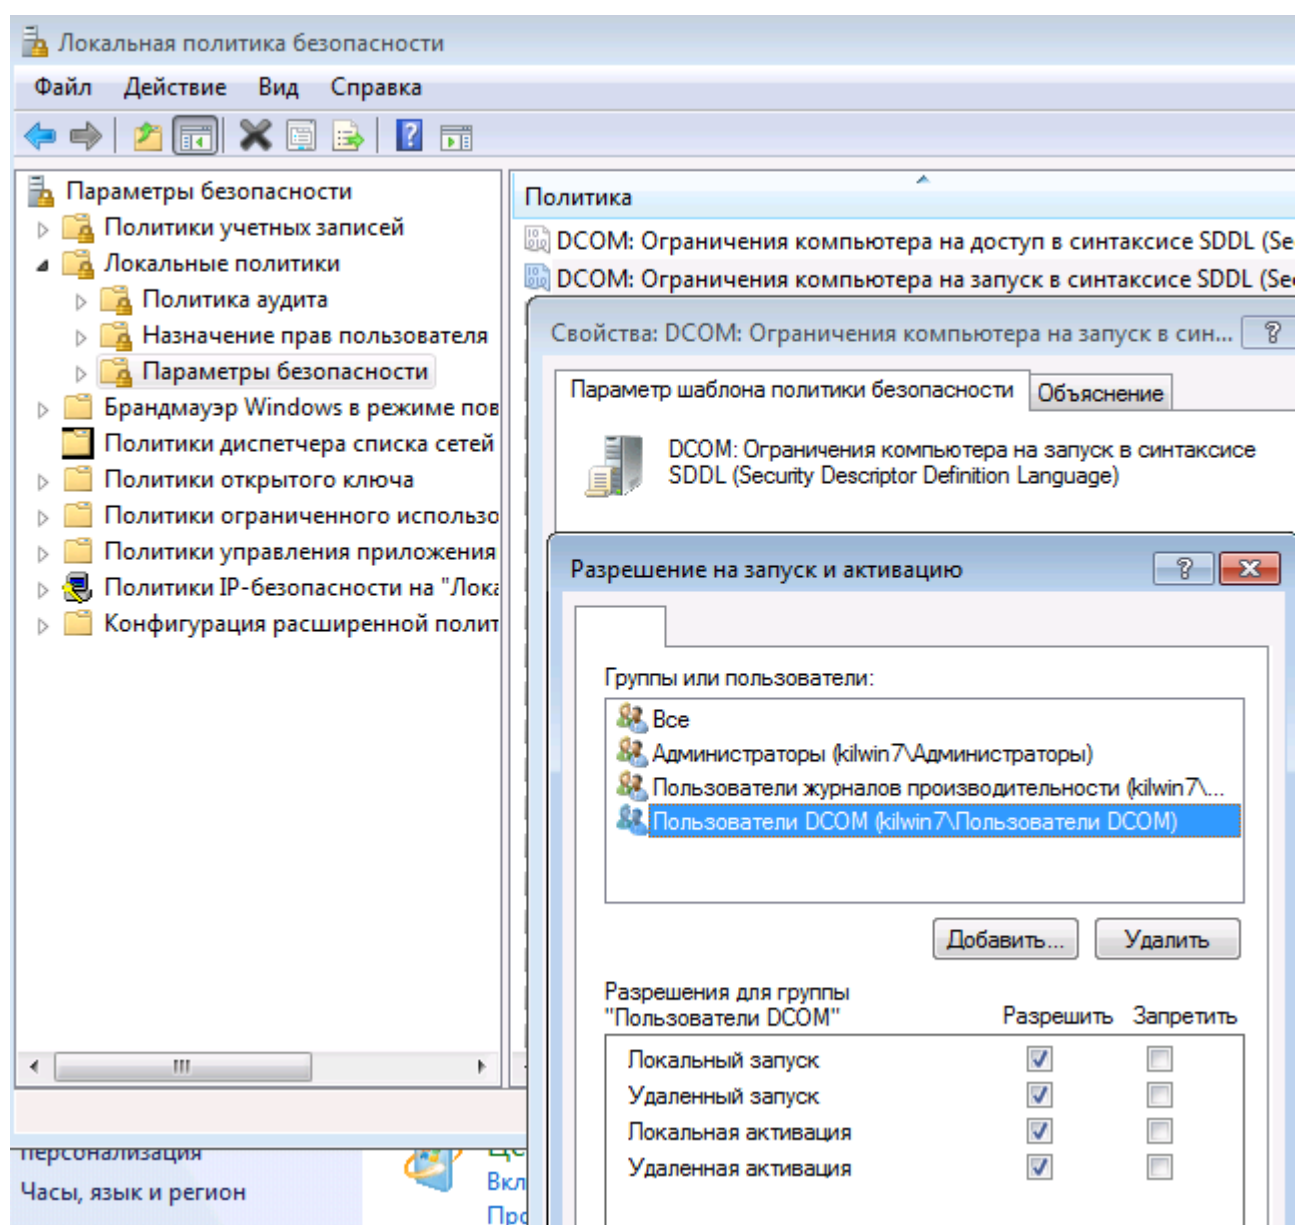 Локальная политика безопасности
Файл Действие Вид Справка
Параметры безопасности
Политики учетных записей
Локальные политики
Политика аудита
Назначение прав пользователя
Параметры безопасности
Брандмауэр Windows в режиме пов
Политики диспетчера списка сетей
Политики открытого ключа
Политики ограниченного использо
Политики управления приложения
Политики IP-безопасности на "Лока
Конфигурация расширенной полит
Политика
DCOM: Ограничения компьютера на доступ в синтаксисе SDDL (Se
DCOM: Ограничения компьютера на запуск в синтаксисе SDDL (Se
Свойства: DCOM: Ограничения компьютера на запуск в син...
Параметр шаблона политики безопасности Объяснение
DCOM: Ограничения компьютера на запуск в синтаксисе
SDDL (Security Descriptor Definition Language)
Разрешение на запуск и активацию
Группы или пользователи:
Все
Администраторы (kilwin7\Администраторы)
Пользователи журналов производительности (kilwin7\...
Пользователи DCOM (kilwin7\Пользователи DCOM)
Добавить... Удалить
Разрешения для группы
"Пользователи DCOM" Разрешить Запретить
Локальный запуск
Удаленный запуск
Локальная активация
Удаленная активация
персонализация
Часы, язык и регион
Вкл
Про